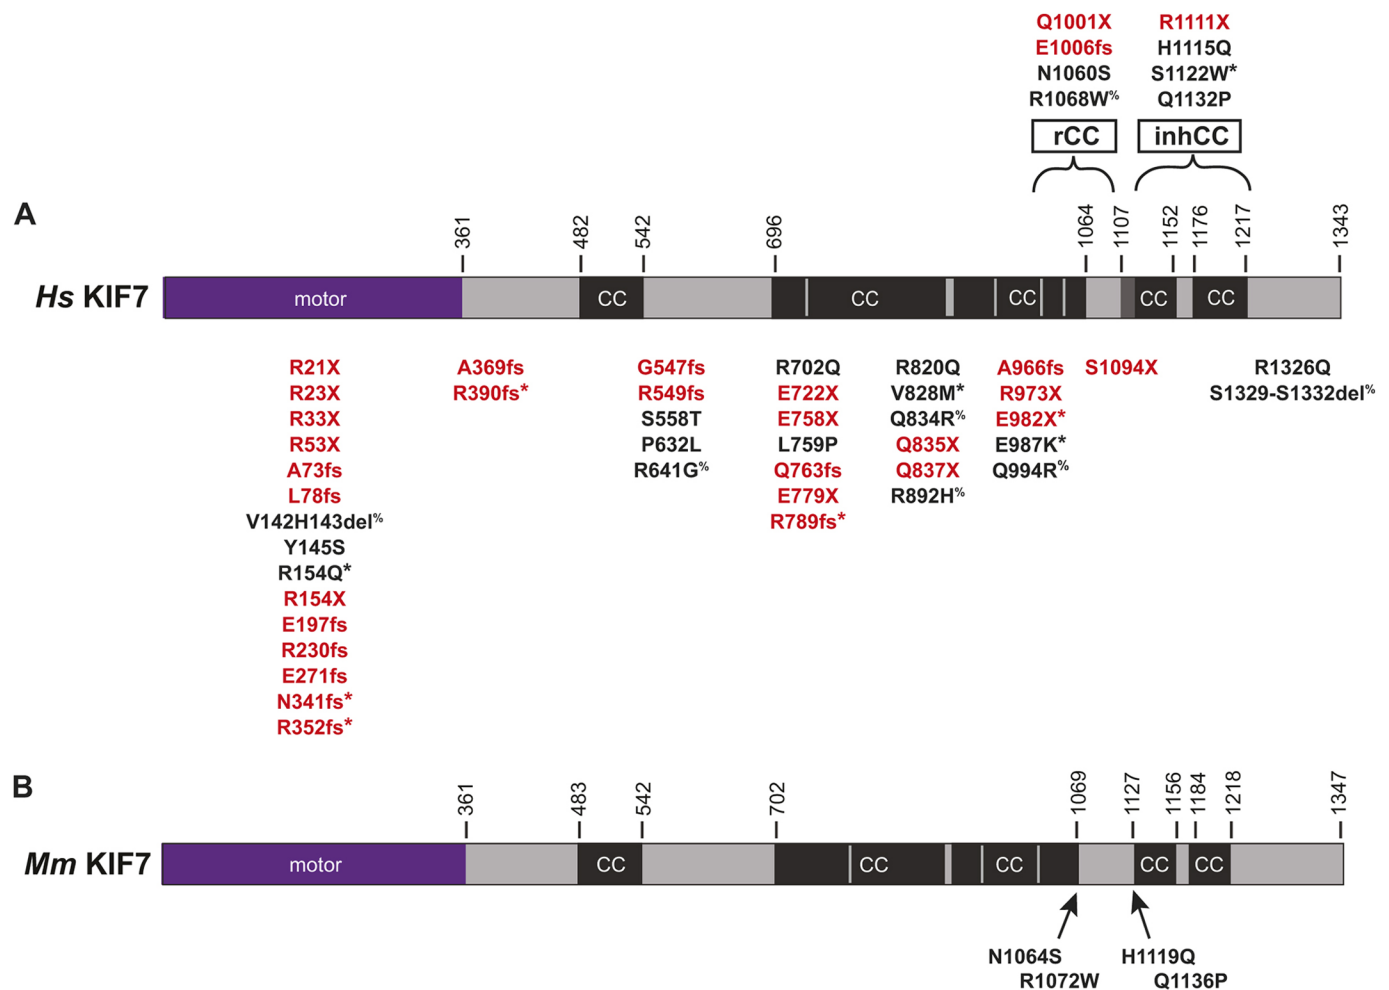 Q1001X R1111X
E1006fs H1115Q
N1060S S1122W*
R1068W% Q1132P
rCC inhCC
A
361 482 542 696 1064 1107 1152 1176 1217 1343
Hs KIF7 motor CC CC CC CC CC
R21X A369fs G547fs R702Q R820Q A966fs S1094X R1326Q
R23X R390fs* R549fs E722X V828M* R973X S1329-S1332del%
R33X S558T E758X Q834R% E982X*
R53X P632L L759P Q835X E987K*
A73fs R641G% Q763fs Q837X Q994R%
L78fs E779X R892H%
V142H143del% R789fs*
Y145S
R154Q*
R154X
E197fs
R230fs
E271fs
N341fs*
R352fs*
B
361 483 542 702 1069 1127 1156 1184 1218 1347
Mm KIF7 motor CC CC CC CC CC
N1064S H1119Q
R1072W Q1136P